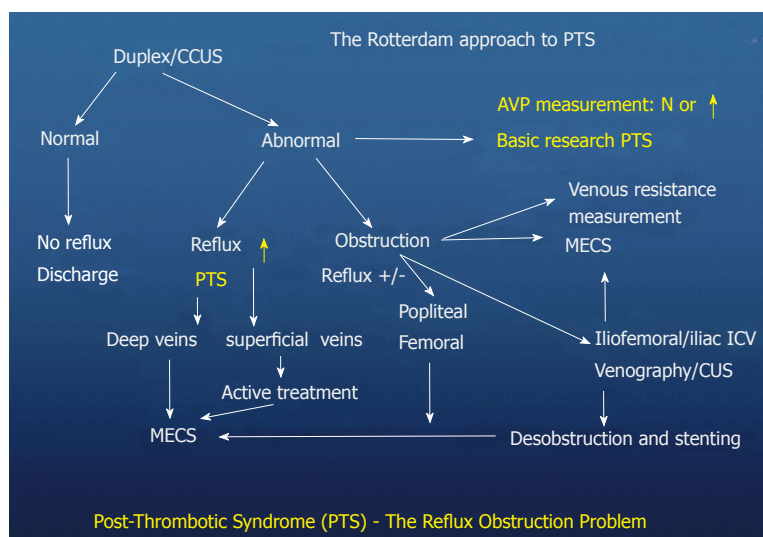 The Rotterdam approach to PTS
Duplex/CCUS
AVP measurement: N or ↑
Normal
Abnormal
Basic research PTS
Venous resistance
measurement
MECS
No reflux
Discharge
Reflux ↑
PTS
Obstruction
Reflux +/-
Popliteal
Femoral
Deep veins
superficial veins
Iliofemoral/iliac ICV
Venography/CUS
Active treatment
MECS
Desobstruction and stenting
Post-Thrombotic Syndrome (PTS) - The Reflux Obstruction Problem